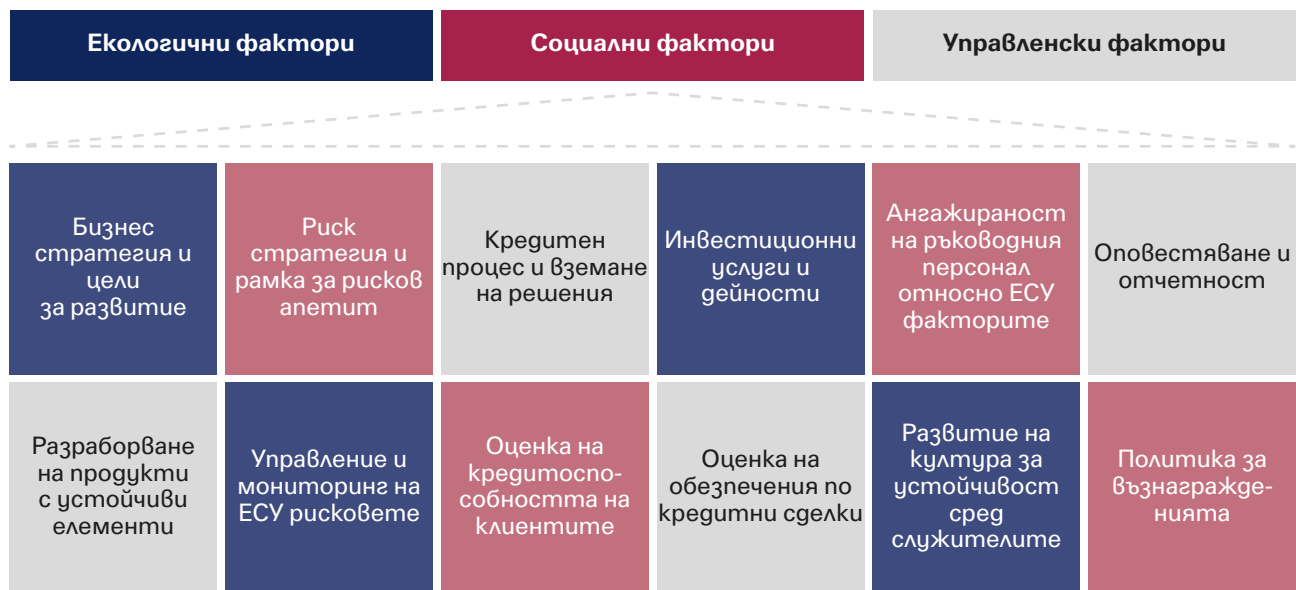 Екологични фактори
Социални фактори
Управленски фактори
Бизнес
стратегия и
цели
за развитие
Риск
стратегия и
рамка за рисков
апетит
Кредитен
процес и вземане
на решения
Инвестиционни
услуги и
дейности
Ангажираност
на ръководния
персонал
относно ЕСУ
факторите
Оповестяване и
отчетност
Разраборване
на продукти
с устойчиви
елементи
Управление и
мониторинг на
ЕСУ рисковете
Оценка на
кредитоспо-
собността на
клиентите
Оценка на
обезпечения по
кредитни сделки
Развитие на
култура за
устойчивост
сред
служителите
Политика за
възнагражде-
нията